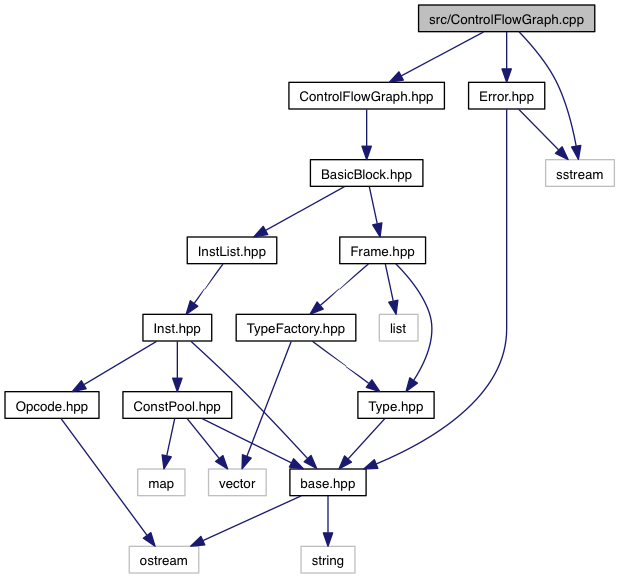 src/ControlFlowGraph.cpp
ControlFlowGraph.hpp
Error.hpp
BasicBlock.hpp
sstream
InstList.hpp
Frame.hpp
Inst.hpp
TypeFactory.hpp
list
Opcode.hpp
ConstPool.hpp
Type.hpp
map
vector
base.hpp
ostream
string